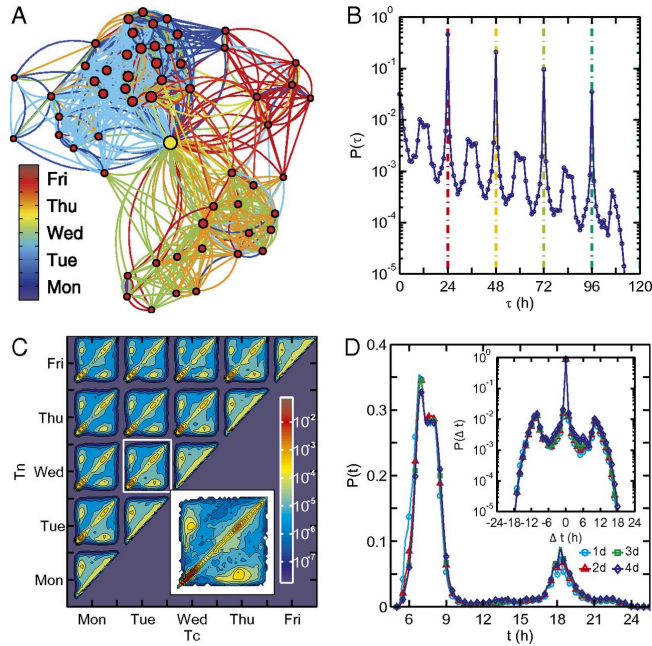 A
Fri
Thu
Wed
Tue
Mon
B
P(τ)
10⁰
10⁻¹
10⁻²
10⁻³
10⁻⁴
10⁻⁵
0 24 48 72 96 120
τ (h)
C
Tn
Fri
Thu
Wed
Tue
Mon
10⁻²
10⁻³
10⁻⁴
10⁻⁵
10⁻⁶
10⁻⁷
Mon Tue Wed Thu Fri
Tc
D
P(t)
0.4
0.3
0.2
0.1
0
6 9 12 15 18 21 24
t (h)
P(Δ t)
10⁰
10⁻¹
10⁻²
10⁻³
10⁻⁴
10⁻⁵
-24 -18 -12 -6 0 6 12 18 24
Δ t (h)
1d 3d
2d 4d